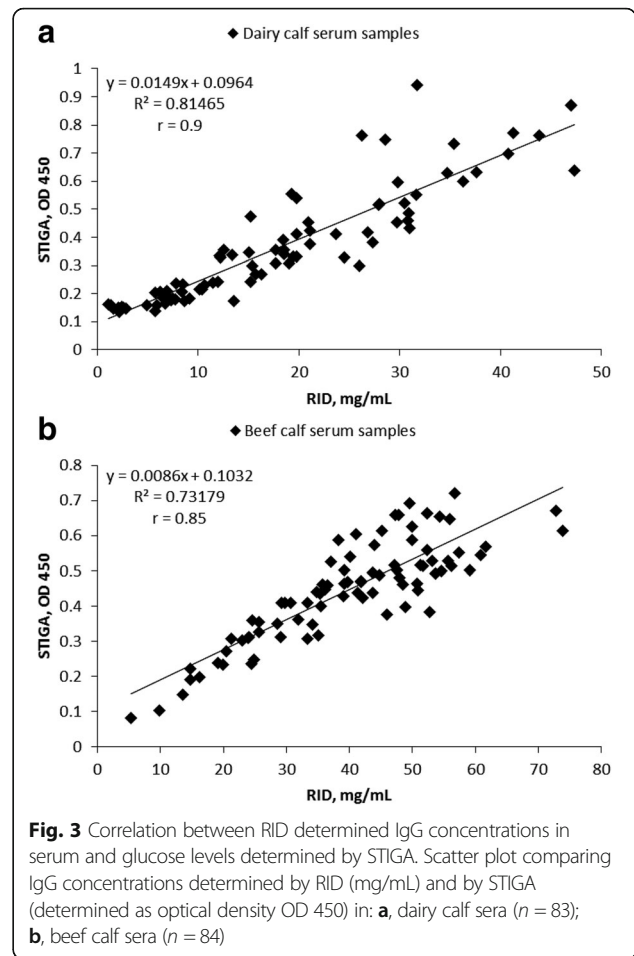 a
◆ Dairy calf serum samples
y = 0.0149x + 0.0964
R² = 0.81465
r = 0.9
1
0.9
0.8
0.7
0.6
0.5
0.4
0.3
0.2
0.1
0
STIGA, OD 450
0 10 20 30 40 50
RID, mg/mL
b
◆ Beef calf serum samples
y = 0.0086x + 0.1032
R² = 0.73179
r = 0.85
0.8
0.7
0.6
0.5
0.4
0.3
0.2
0.1
0
STIGA, OD 450
0 10 20 30 40 50 60 70 80
RID, mg/mL
Fig. 3 Correlation between RID determined IgG concentrations in
serum and glucose levels determined by STIGA. Scatter plot comparing
IgG concentrations determined by RID (mg/mL) and by STIGA
(determined as optical density OD 450) in: a, dairy calf sera (n = 83);
b, beef calf sera (n = 84)